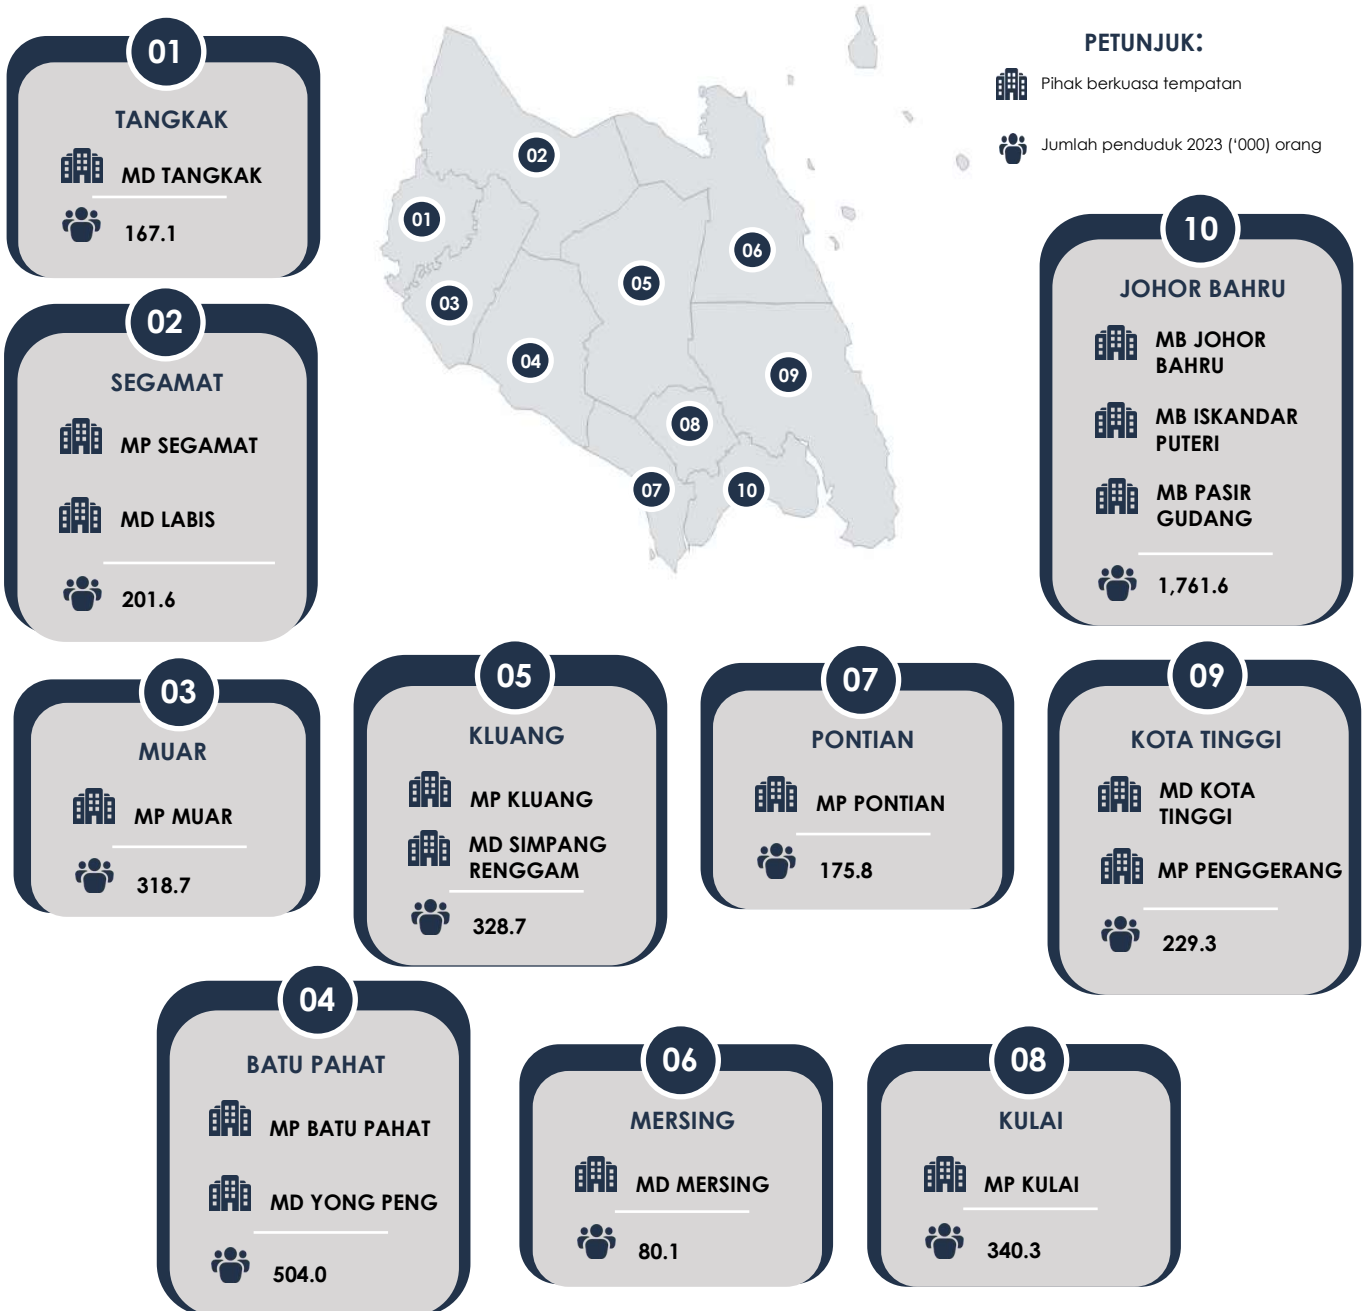 01
TANGKAK
MD TANGKAK
167.1
02
SEGAMAT
MP SEGAMAT
MD LABIS
201.6
02
01
03
04
05
06
09
08
07
10
PETUNJUK:
Pihak berkuasa tempatan
Jumlah penduduk 2023 (‘000) orang
10
JOHOR BAHRU
MB JOHOR
BAHRU
MB ISKANDAR
PUTERI
MB PASIR
GUDANG
1,761.6
03
MUAR
MP MUAR
318.7
05
KLUANG
MP KLUANG
MD SIMPANG
RENGGAM
328.7
07
PONTIAN
MP PONTIAN
175.8
09
KOTA TINGGI
MD KOTA
TINGGI
MP PENGGERANG
229.3
04
BATU PAHAT
MP BATU PAHAT
MD YONG PENG
504.0
06
MERSING
MD MERSING
80.1
08
KULAI
MP KULAI
340.3